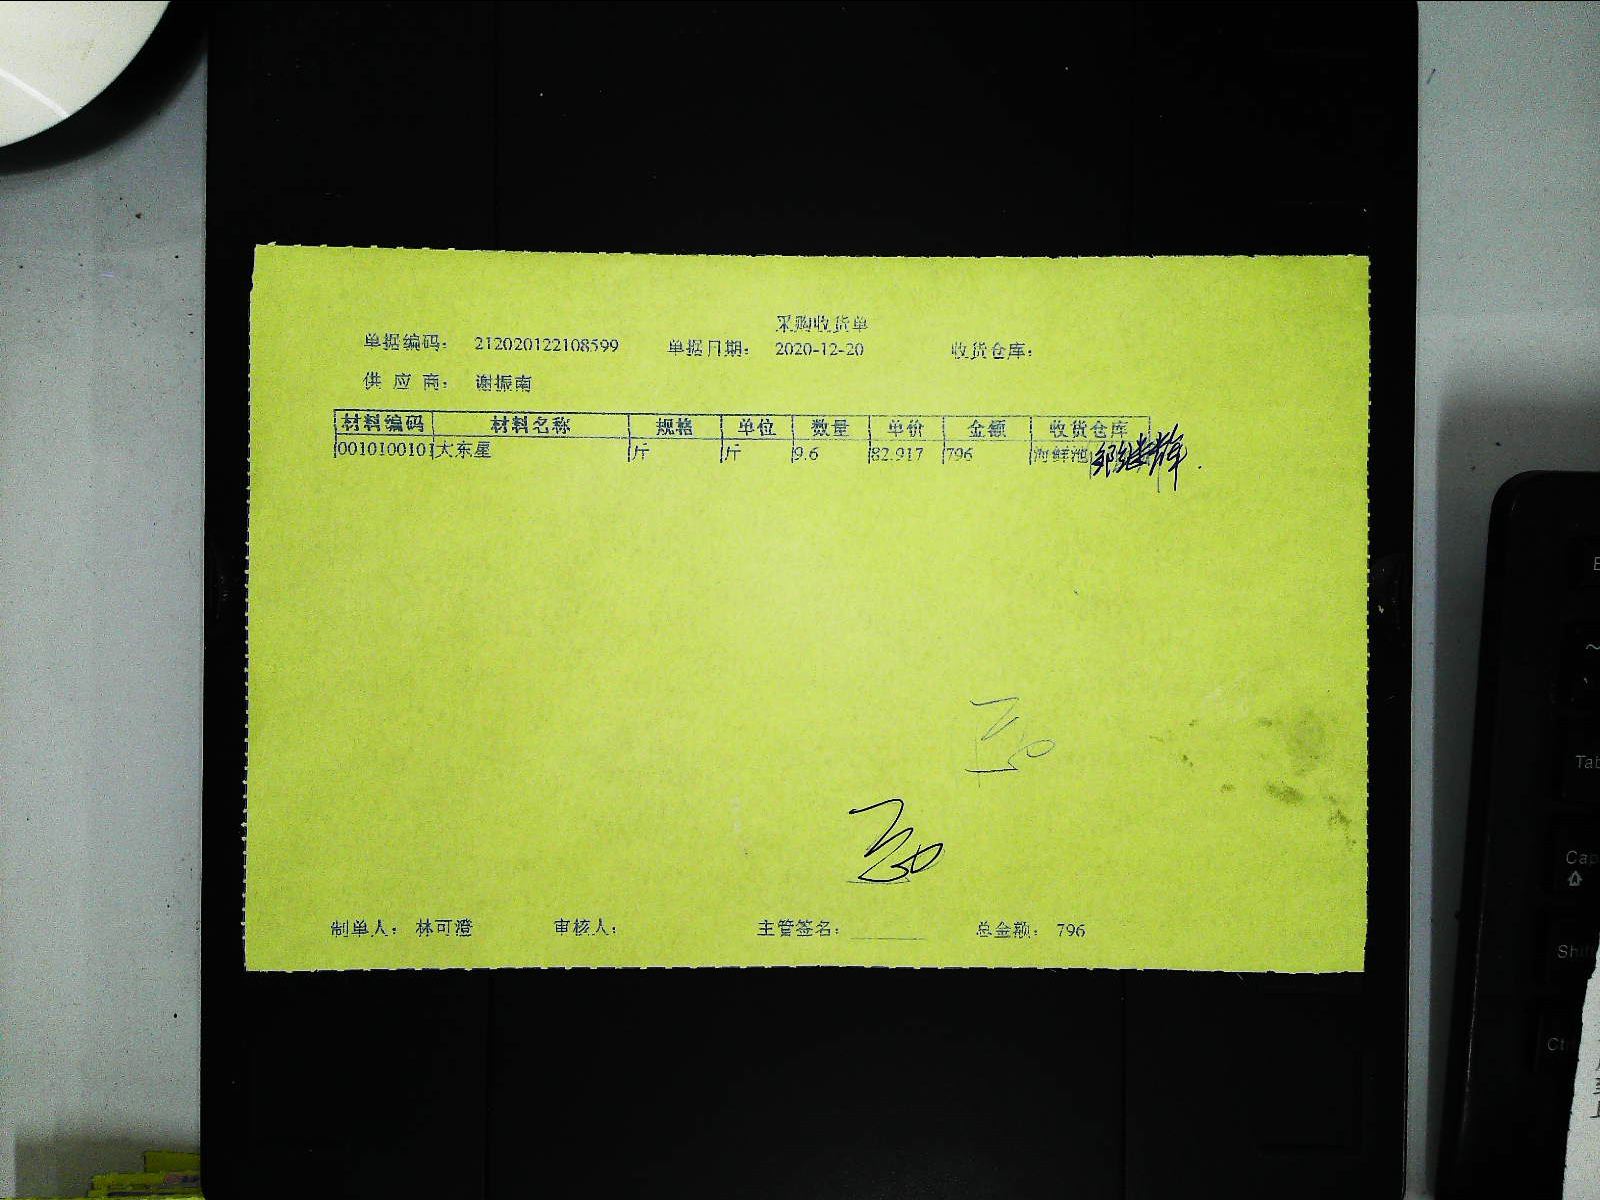 采购收货单
单据编码： 212020122108599 单据日期： 2020-12-20 收货仓库：
供 应 商： 谢振南
材料编码 材料名称 规格 单位 数量 单价 金额 收货仓库
0010100101 大东星 斤 斤 9.6 82.917 796 海鲜池
制单人： 林可澄 审核人： 主管签名： 总金额： 796
Tab
Shift